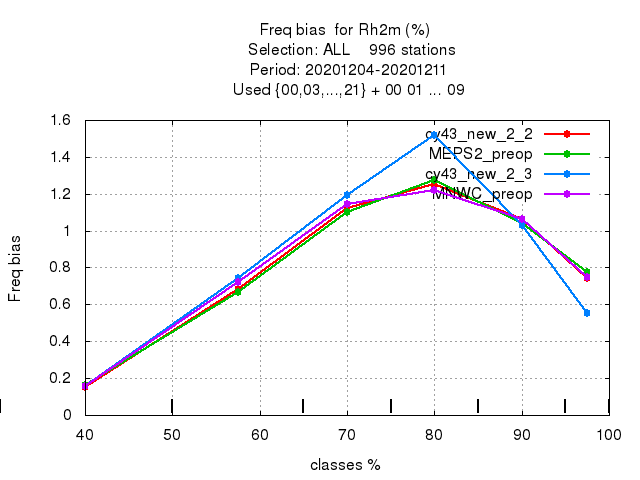 Freq bias  for Rh2m (%)
Selection: ALL    996 stations
Period: 20201204-20201211
Used {00,03,...,21} + 00 01 ... 09
1.6
1.4
1.2
1
0.8
0.6
0.4
0.2
0
Freq bias
cy43_new_2_2
MEPS2_preop
cy43_new_2_3
MNWC_preop
40 50 60 70 80 90 100
classes %